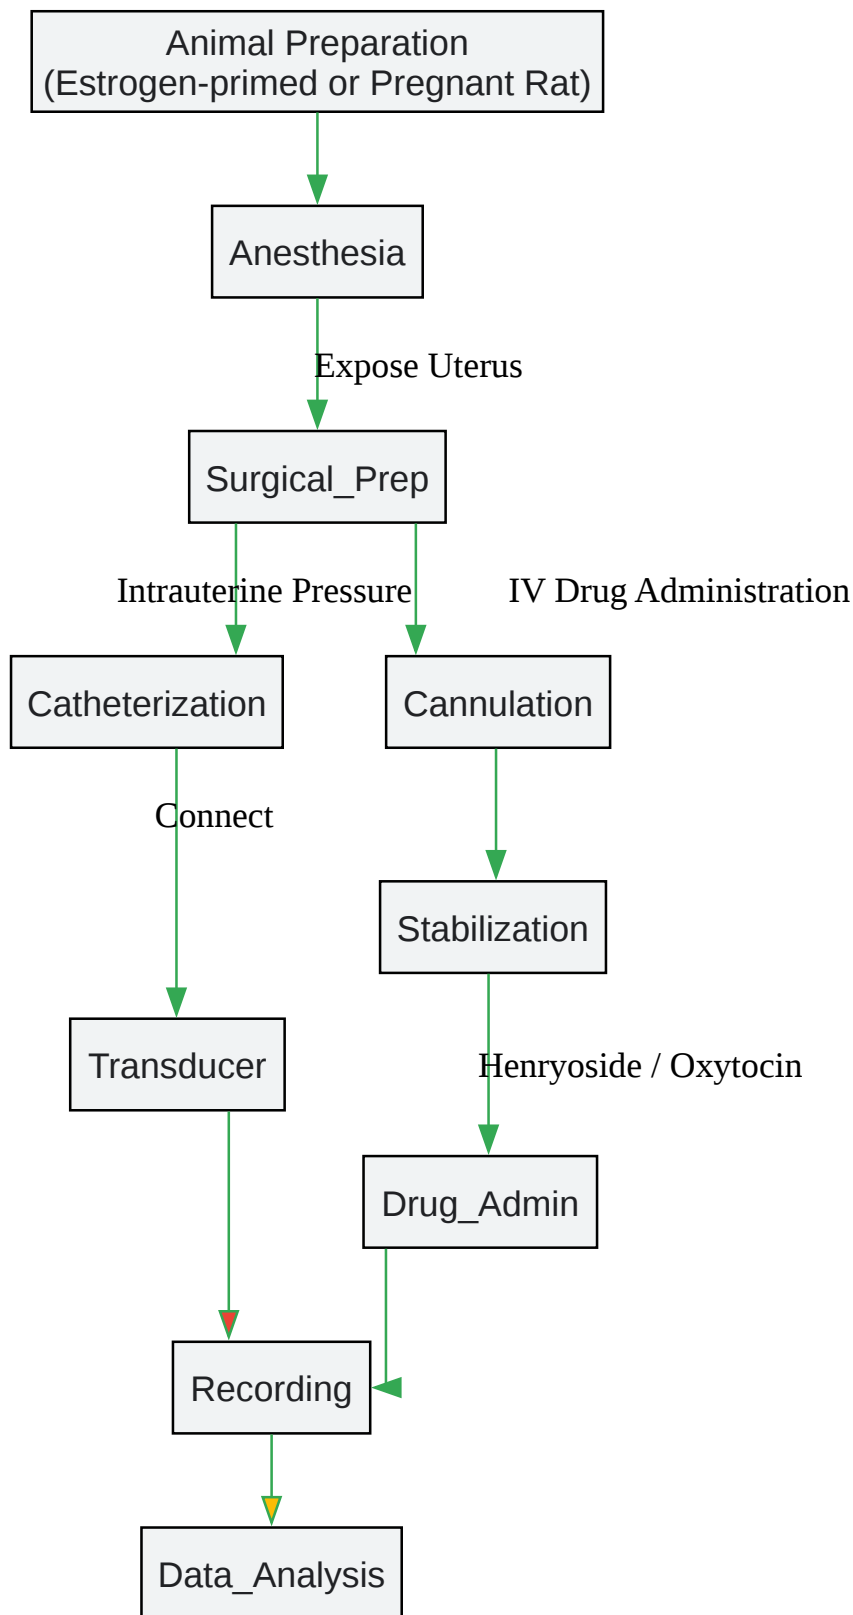 Animal Preparation
(Estrogen-primed or Pregnant Rat)
Anesthesia
Expose Uterus
Surgical_Prep
Intrauterine Pressure
IV Drug Administration
Catheterization
Cannulation
Connect
Stabilization
Transducer
Henryoside / Oxytocin
Drug_Admin
Recording
Data_Analysis